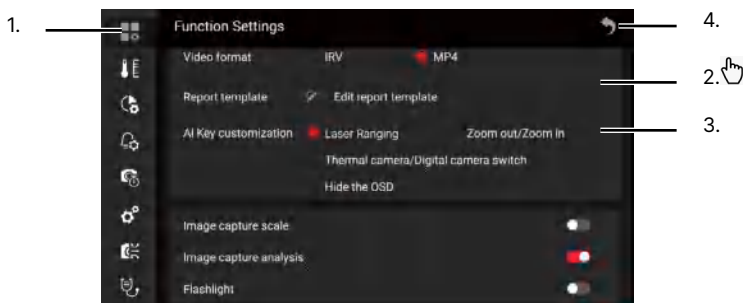 1.
Function Settings
4.
Video format IRV MP4
2.
Report template Edit report template
AI Key customization Laser Ranging Zoom out/Zoom in
3.
Thermal camera/Digital camera switch
Hide the OSD
Image capture scale
Image capture analysis
Flashlight